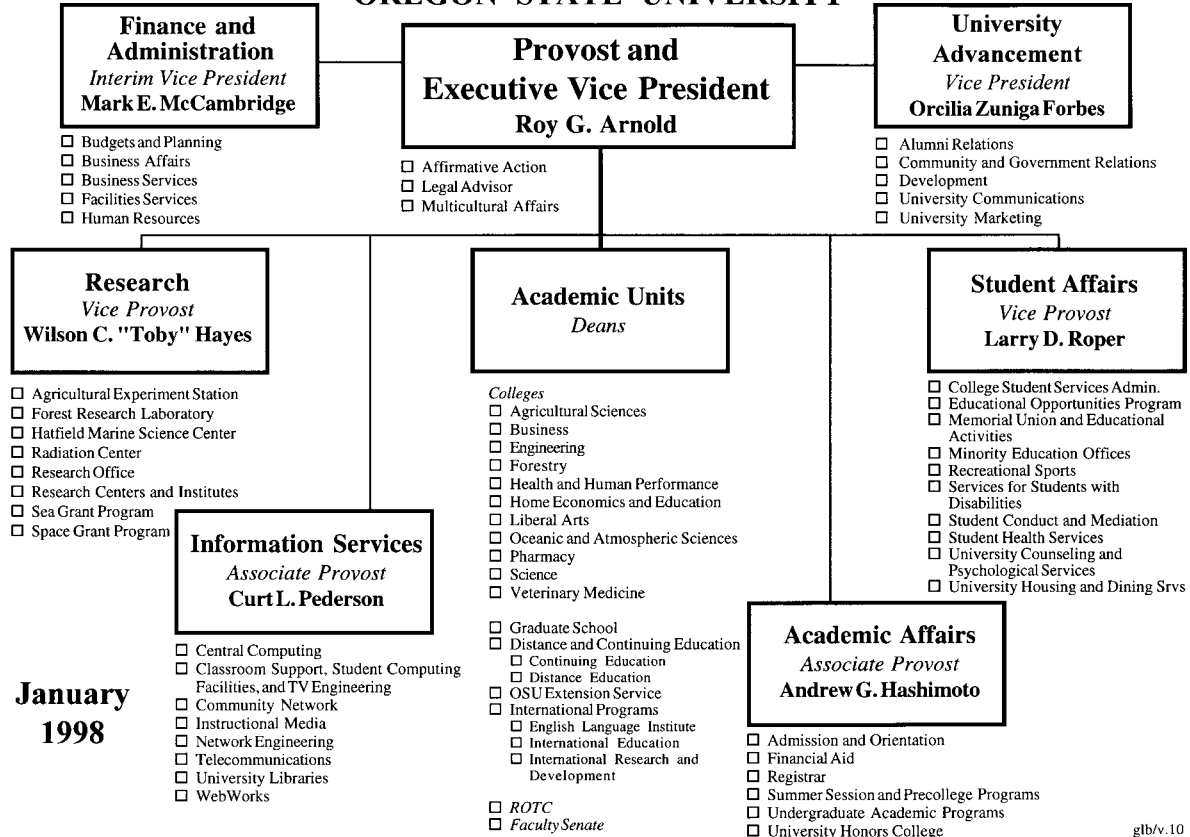 OREGON STATE UNIVERSITY
Finance and
Administration
Interim Vice President
Mark E. McCambridge
☐ Budgets and Planning
☐ Business Affairs
☐ Business Services
☐ Facilities Services
☐ Human Resources
Provost and
Executive Vice President
Roy G. Arnold
☐ Affirmative Action
☐ Legal Advisor
☐ Multicultural Affairs
University
Advancement
Vice President
Orcilia Zuniga Forbes
☐ Alumni Relations
☐ Community and Government Relations
☐ Development
☐ University Communications
☐ University Marketing
Research
Vice Provost
Wilson C. "Toby" Hayes
☐ Agricultural Experiment Station
☐ Forest Research Laboratory
☐ Hatfield Marine Science Center
☐ Radiation Center
☐ Research Office
☐ Research Centers and Institutes
☐ Sea Grant Program
☐ Space Grant Program
Information Services
Associate Provost
Curt L. Pederson
☐ Central Computing
☐ Classroom Support, Student Computing
Facilities, and TV Engineering
☐ Community Network
☐ Instructional Media
☐ Network Engineering
☐ Telecommunications
☐ University Libraries
☐ WebWorks
Academic Units
Deans
Colleges
☐ Agricultural Sciences
☐ Business
☐ Engineering
☐ Forestry
☐ Health and Human Performance
☐ Home Economics and Education
☐ Liberal Arts
☐ Oceanic and Atmospheric Sciences
☐ Pharmacy
☐ Science
☐ Veterinary Medicine
☐ Graduate School
☐ Distance and Continuing Education
☐ Continuing Education
☐ Distance Education
☐ OSU Extension Service
☐ International Programs
☐ English Language Institute
☐ International Education
☐ International Research and
Development
☐ ROTC
☐ Faculty Senate
Academic Affairs
Associate Provost
Andrew G. Hashimoto
☐ Admission and Orientation
☐ Financial Aid
☐ Registrar
☐ Summer Session and Precollege Programs
☐ Undergraduate Academic Programs
☐ University Honors College
Student Affairs
Vice Provost
Larry D. Roper
☐ College Student Services Admin.
☐ Educational Opportunities Program
☐ Memorial Union and Educational
Activities
☐ Minority Education Offices
☐ Recreational Sports
☐ Services for Students with
Disabilities
☐ Student Conduct and Mediation
☐ Student Health Services
☐ University Counseling and
Psychological Services
☐ University Housing and Dining Srvs
January
1998
glb/v.10